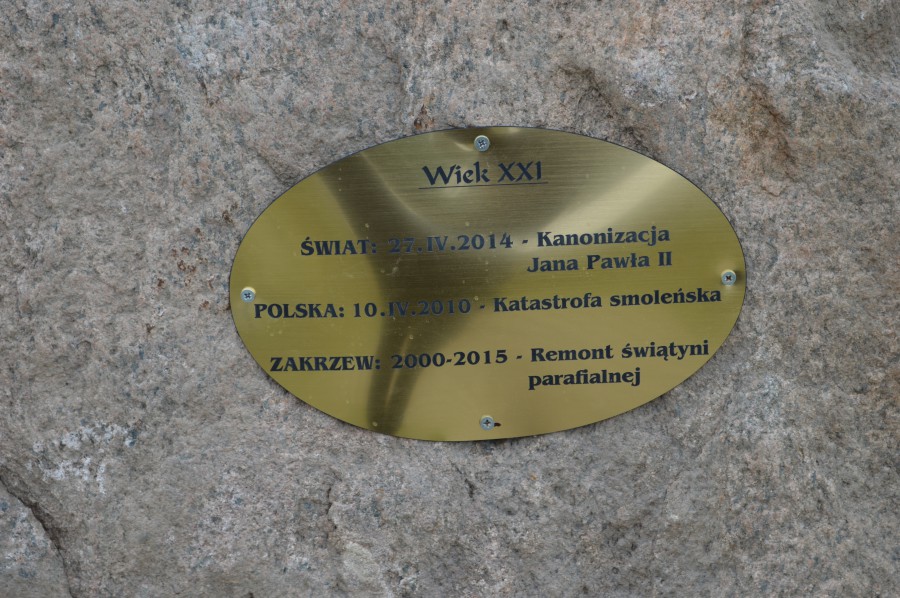 Wiek XXI
ŚWIAT: 27.IV.2014 - Kanonizacja
Jana Pawła II
POLSKA: 10.IV.2010 - Katastrofa smoleńska
ZAKRZEW: 2000-2015 - Remont świątyni
parafialnej